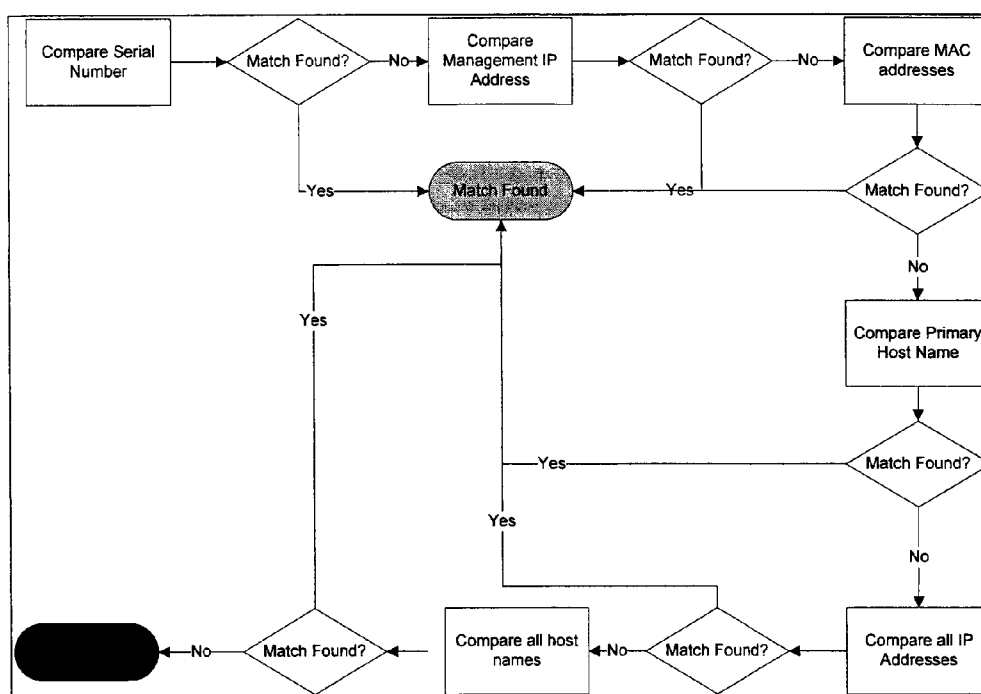 Compare Serial
Number
Match Found?
No
Compare
Management IP
Address
Match Found?
No
Compare MAC
addresses
Yes
Match Found
Yes
Match Found?
No
Yes
Compare Primary
Host Name
Yes
Match Found?
Yes
No
No
Match Found?
Compare all host
names
No
Match Found?
Compare all IP
Addresses